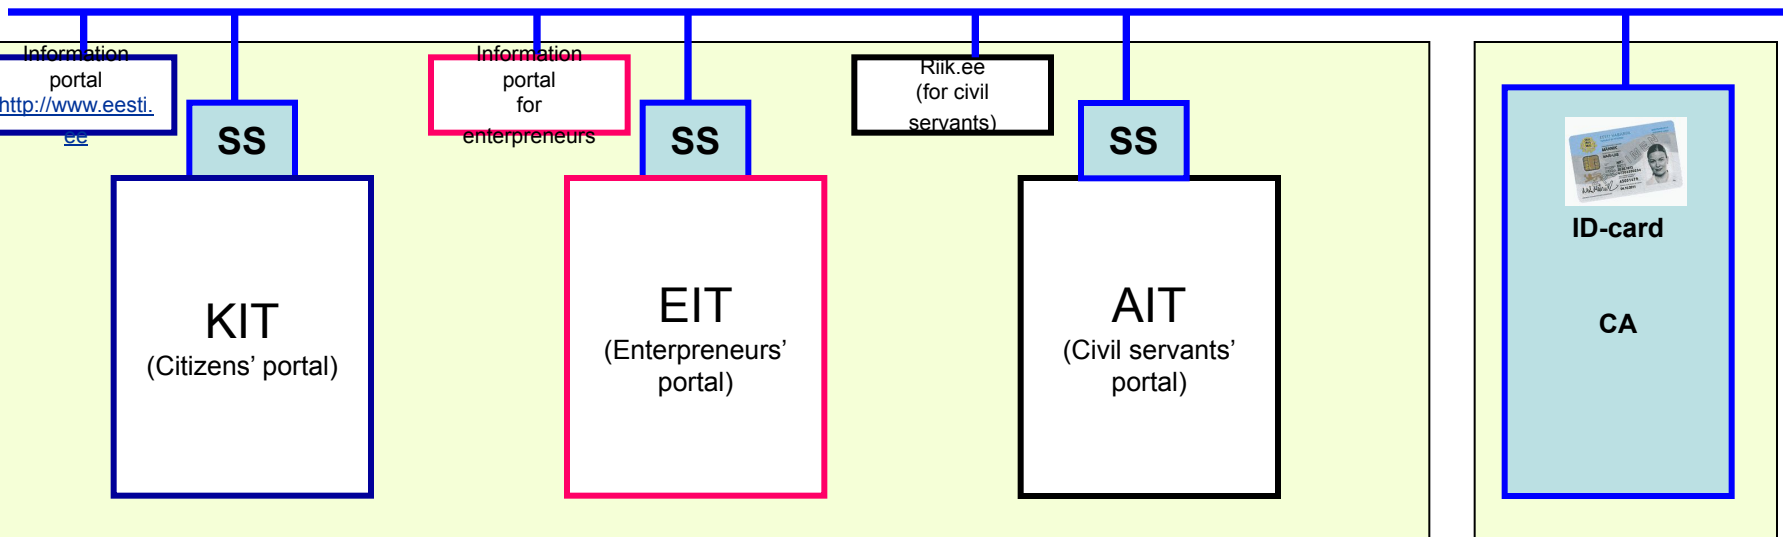 Information
portal
http://www.eesti.
ee
SS
KIT
(Citizens’ portal)
Information
portal
for
enterpreneurs
SS
EIT
(Enterpreneurs’
portal)
Riik.ee
(for civil
servants)
SS
AIT
(Civil servants’
portal)
ID-card
CA